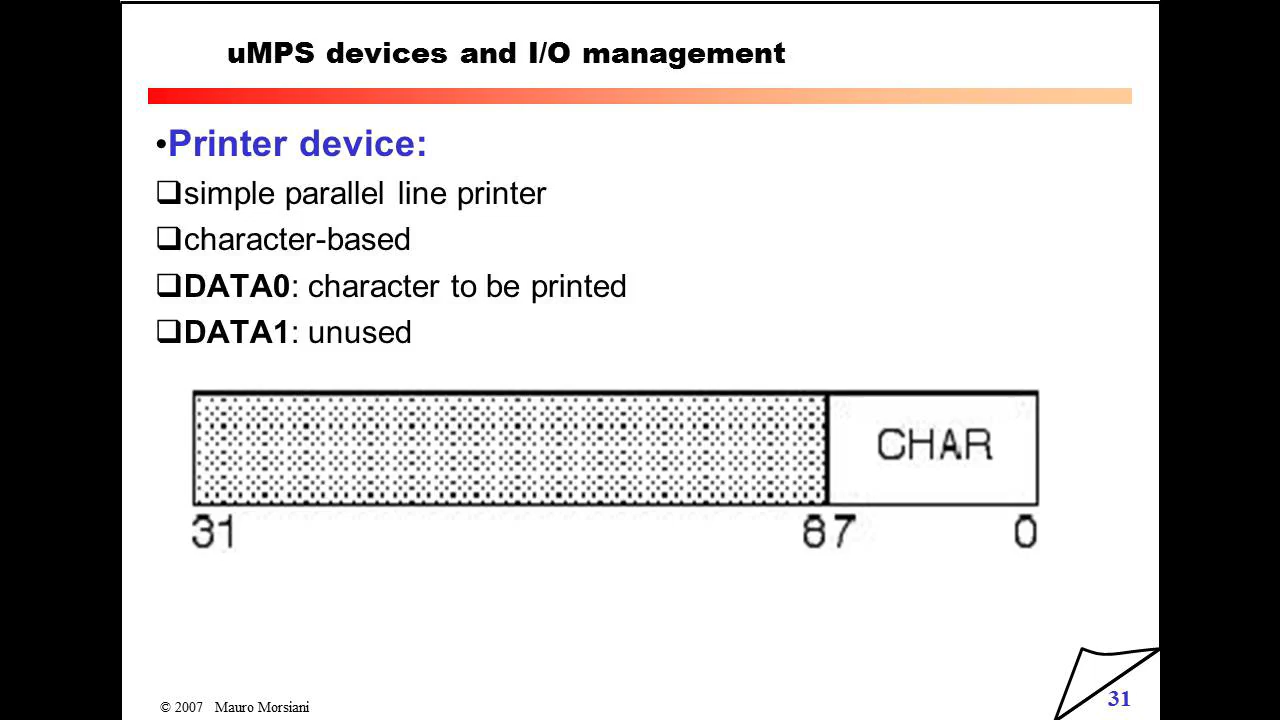 uMPS devices and I/O management
•Printer device:
❑simple parallel line printer
❑character-based
❑DATA0: character to be printed
❑DATA1: unused
CHAR
31 8 7 0
© 2007 Mauro Morsiani
31